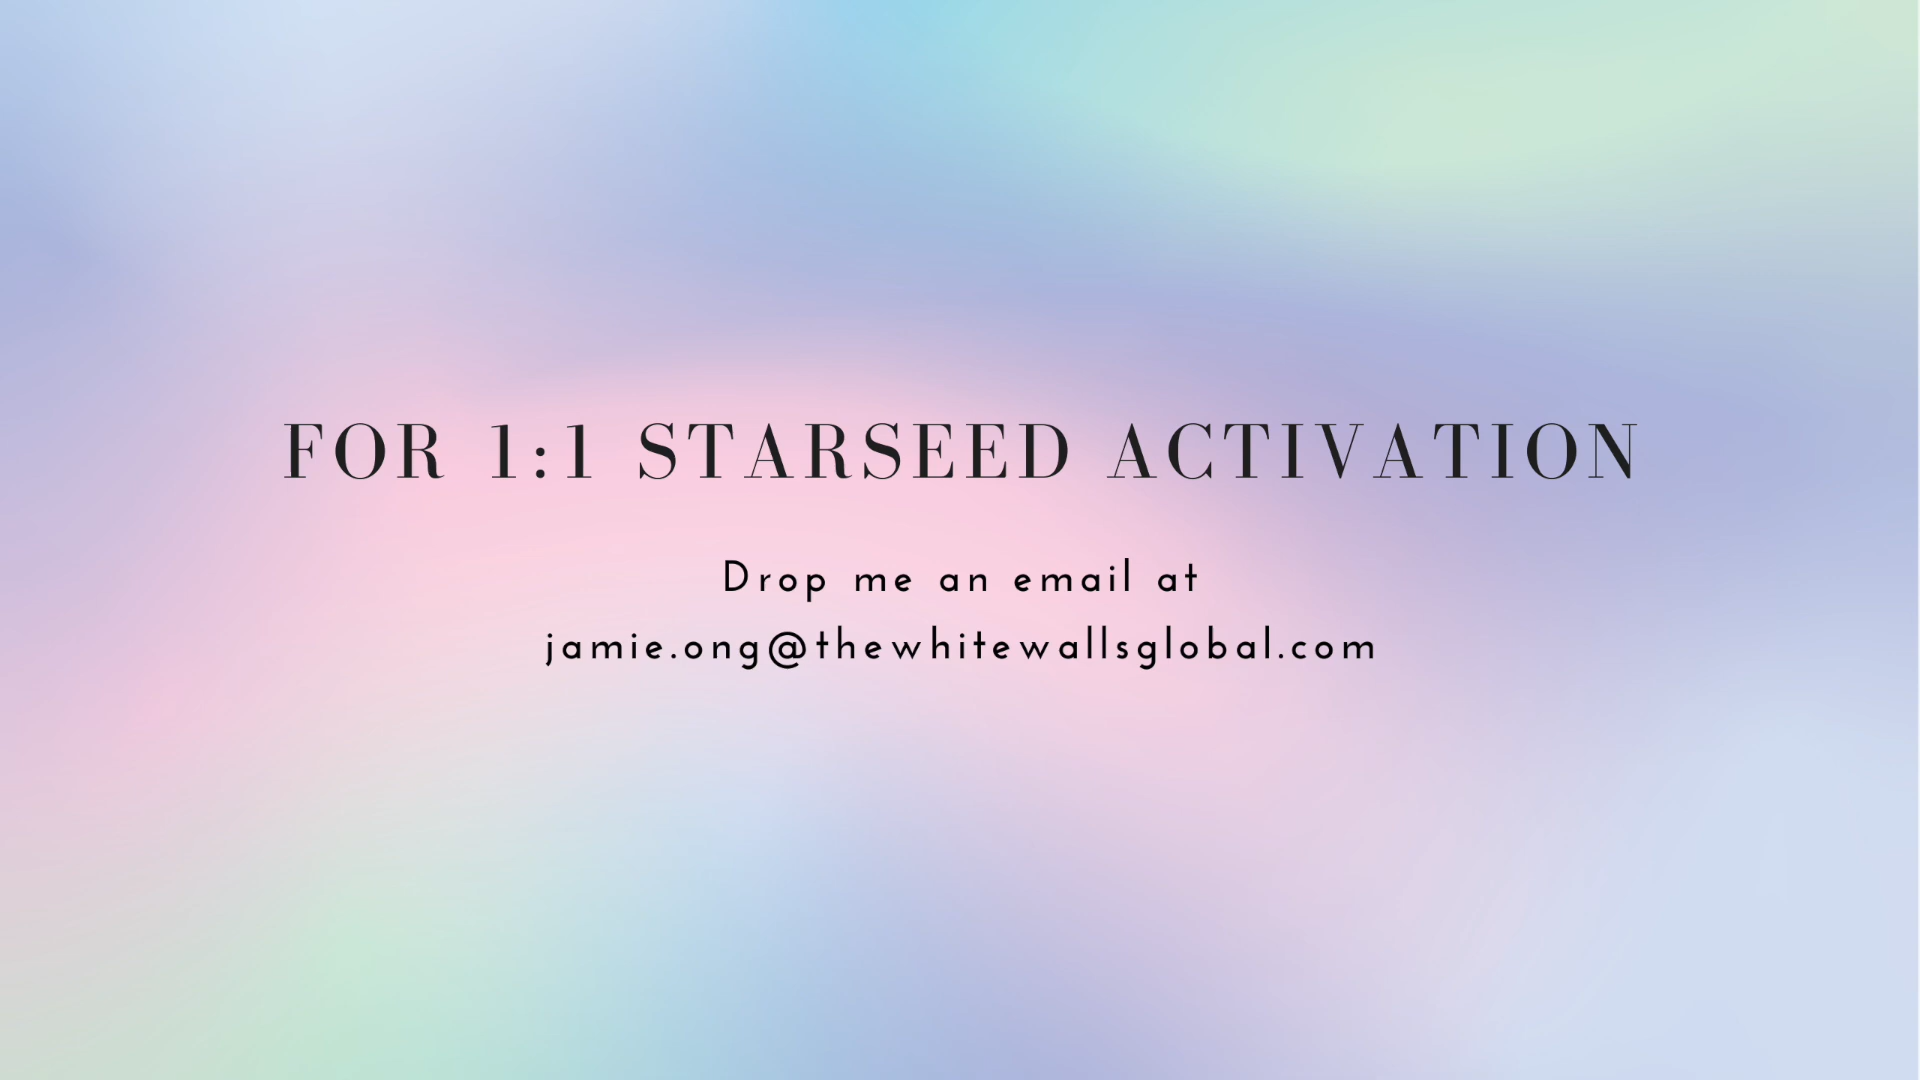 FOR 1:1 STARSEED ACTIVATION
Drop me an email at
jamie.ong@thewhitewallsglobal.com